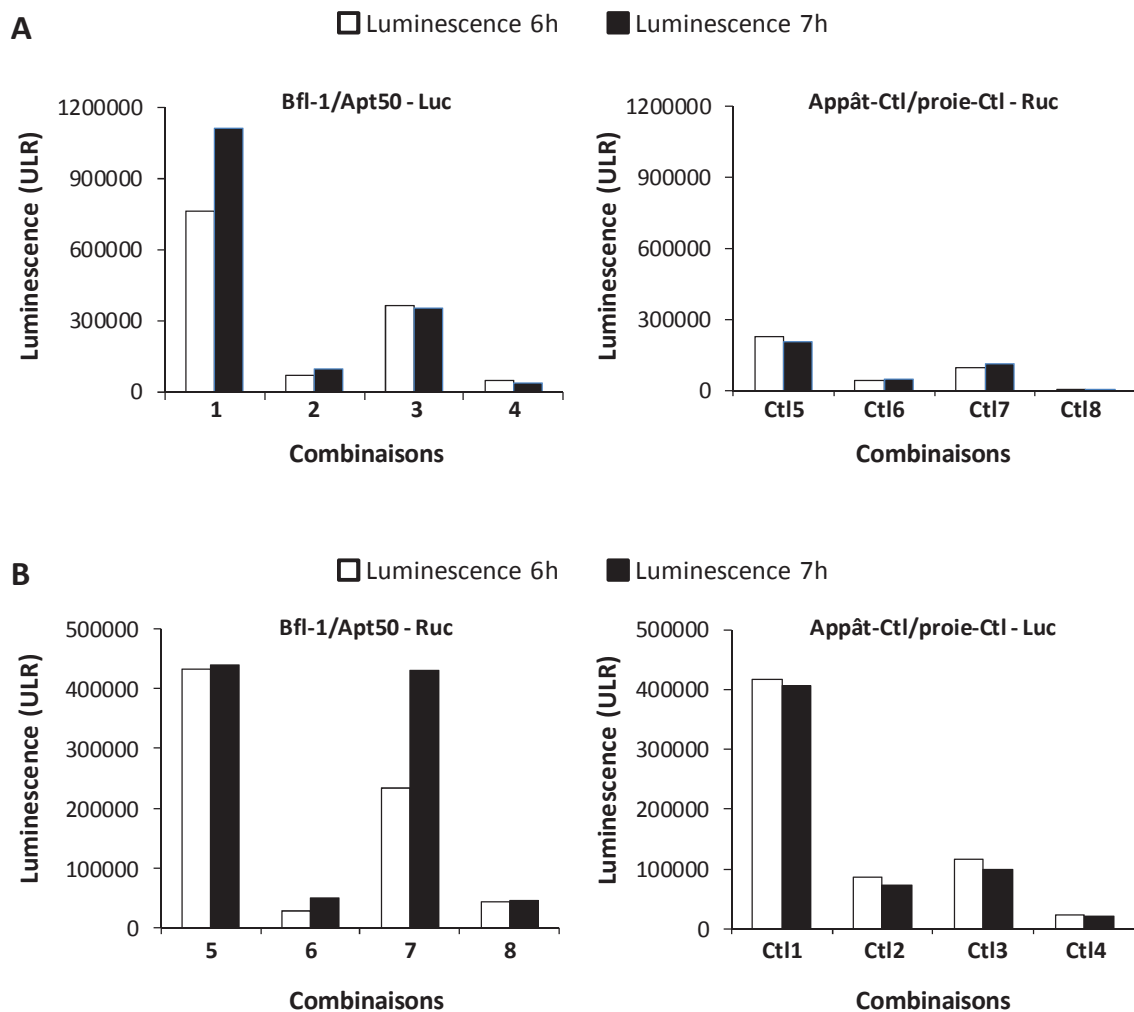 A
Luminescence 6h
Luminescence 7h
Bfl-1/Apt50 - Luc
Luminescence (ULR)
1200000
900000
600000
300000
0
1 2 3 4
Combinaisons
Appât-Ctl/proie-Ctl - Ruc
Luminescence (ULR)
1200000
900000
600000
300000
0
Ctl5 Ctl6 Ctl7 Ctl8
Combinaisons
B
Luminescence 6h
Luminescence 7h
Bfl-1/Apt50 - Ruc
Luminescence (ULR)
500000
400000
300000
200000
100000
0
5 6 7 8
Combinaisons
Appât-Ctl/proie-Ctl - Luc
Luminescence (ULR)
500000
400000
300000
200000
100000
0
Ctl1 Ctl2 Ctl3 Ctl4
Combinaisons